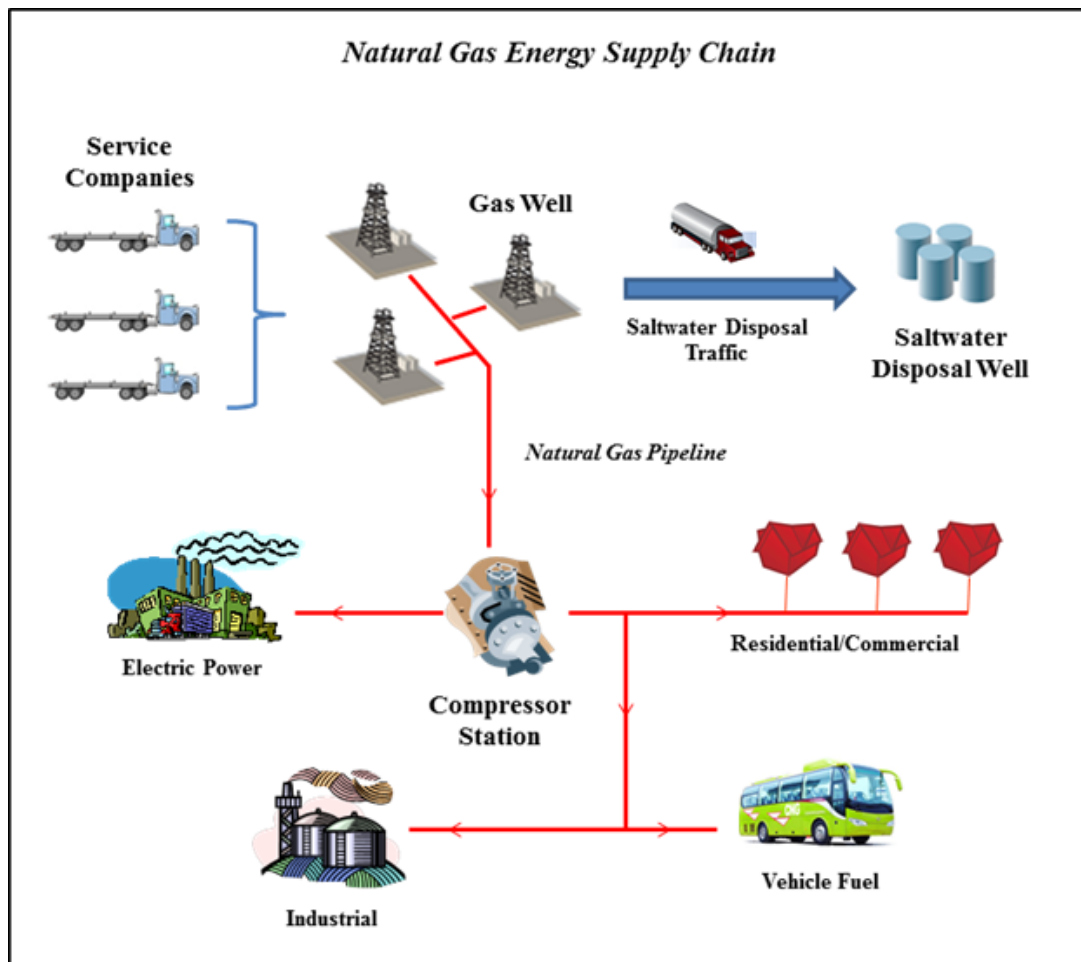 Natural Gas Energy Supply Chain
Service
Companies
Gas Well
Saltwater Disposal
Traffic
Saltwater
Disposal Well
Natural Gas Pipeline
Electric Power
Residential/Commercial
Compressor
Station
CNG
Industrial
Vehicle Fuel